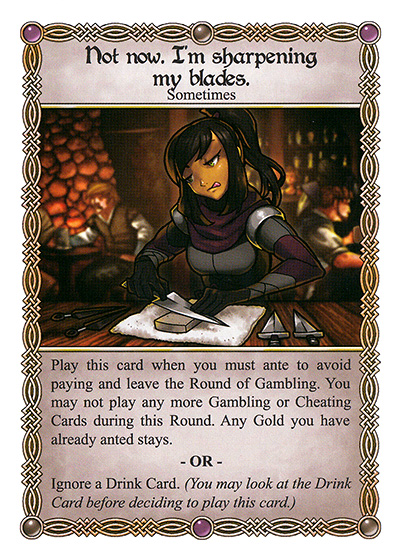 Not now. I'm sharpening
my blades.
Sometimes
Play this card when you must ante to avoid
paying and leave the Round of Gambling. You
may not play any more Gambling or Cheating
Cards during this Round. Any Gold you have
already anted stays.
- OR -
Ignore a Drink Card. (You may look at the Drink
Card before deciding to play this card.)